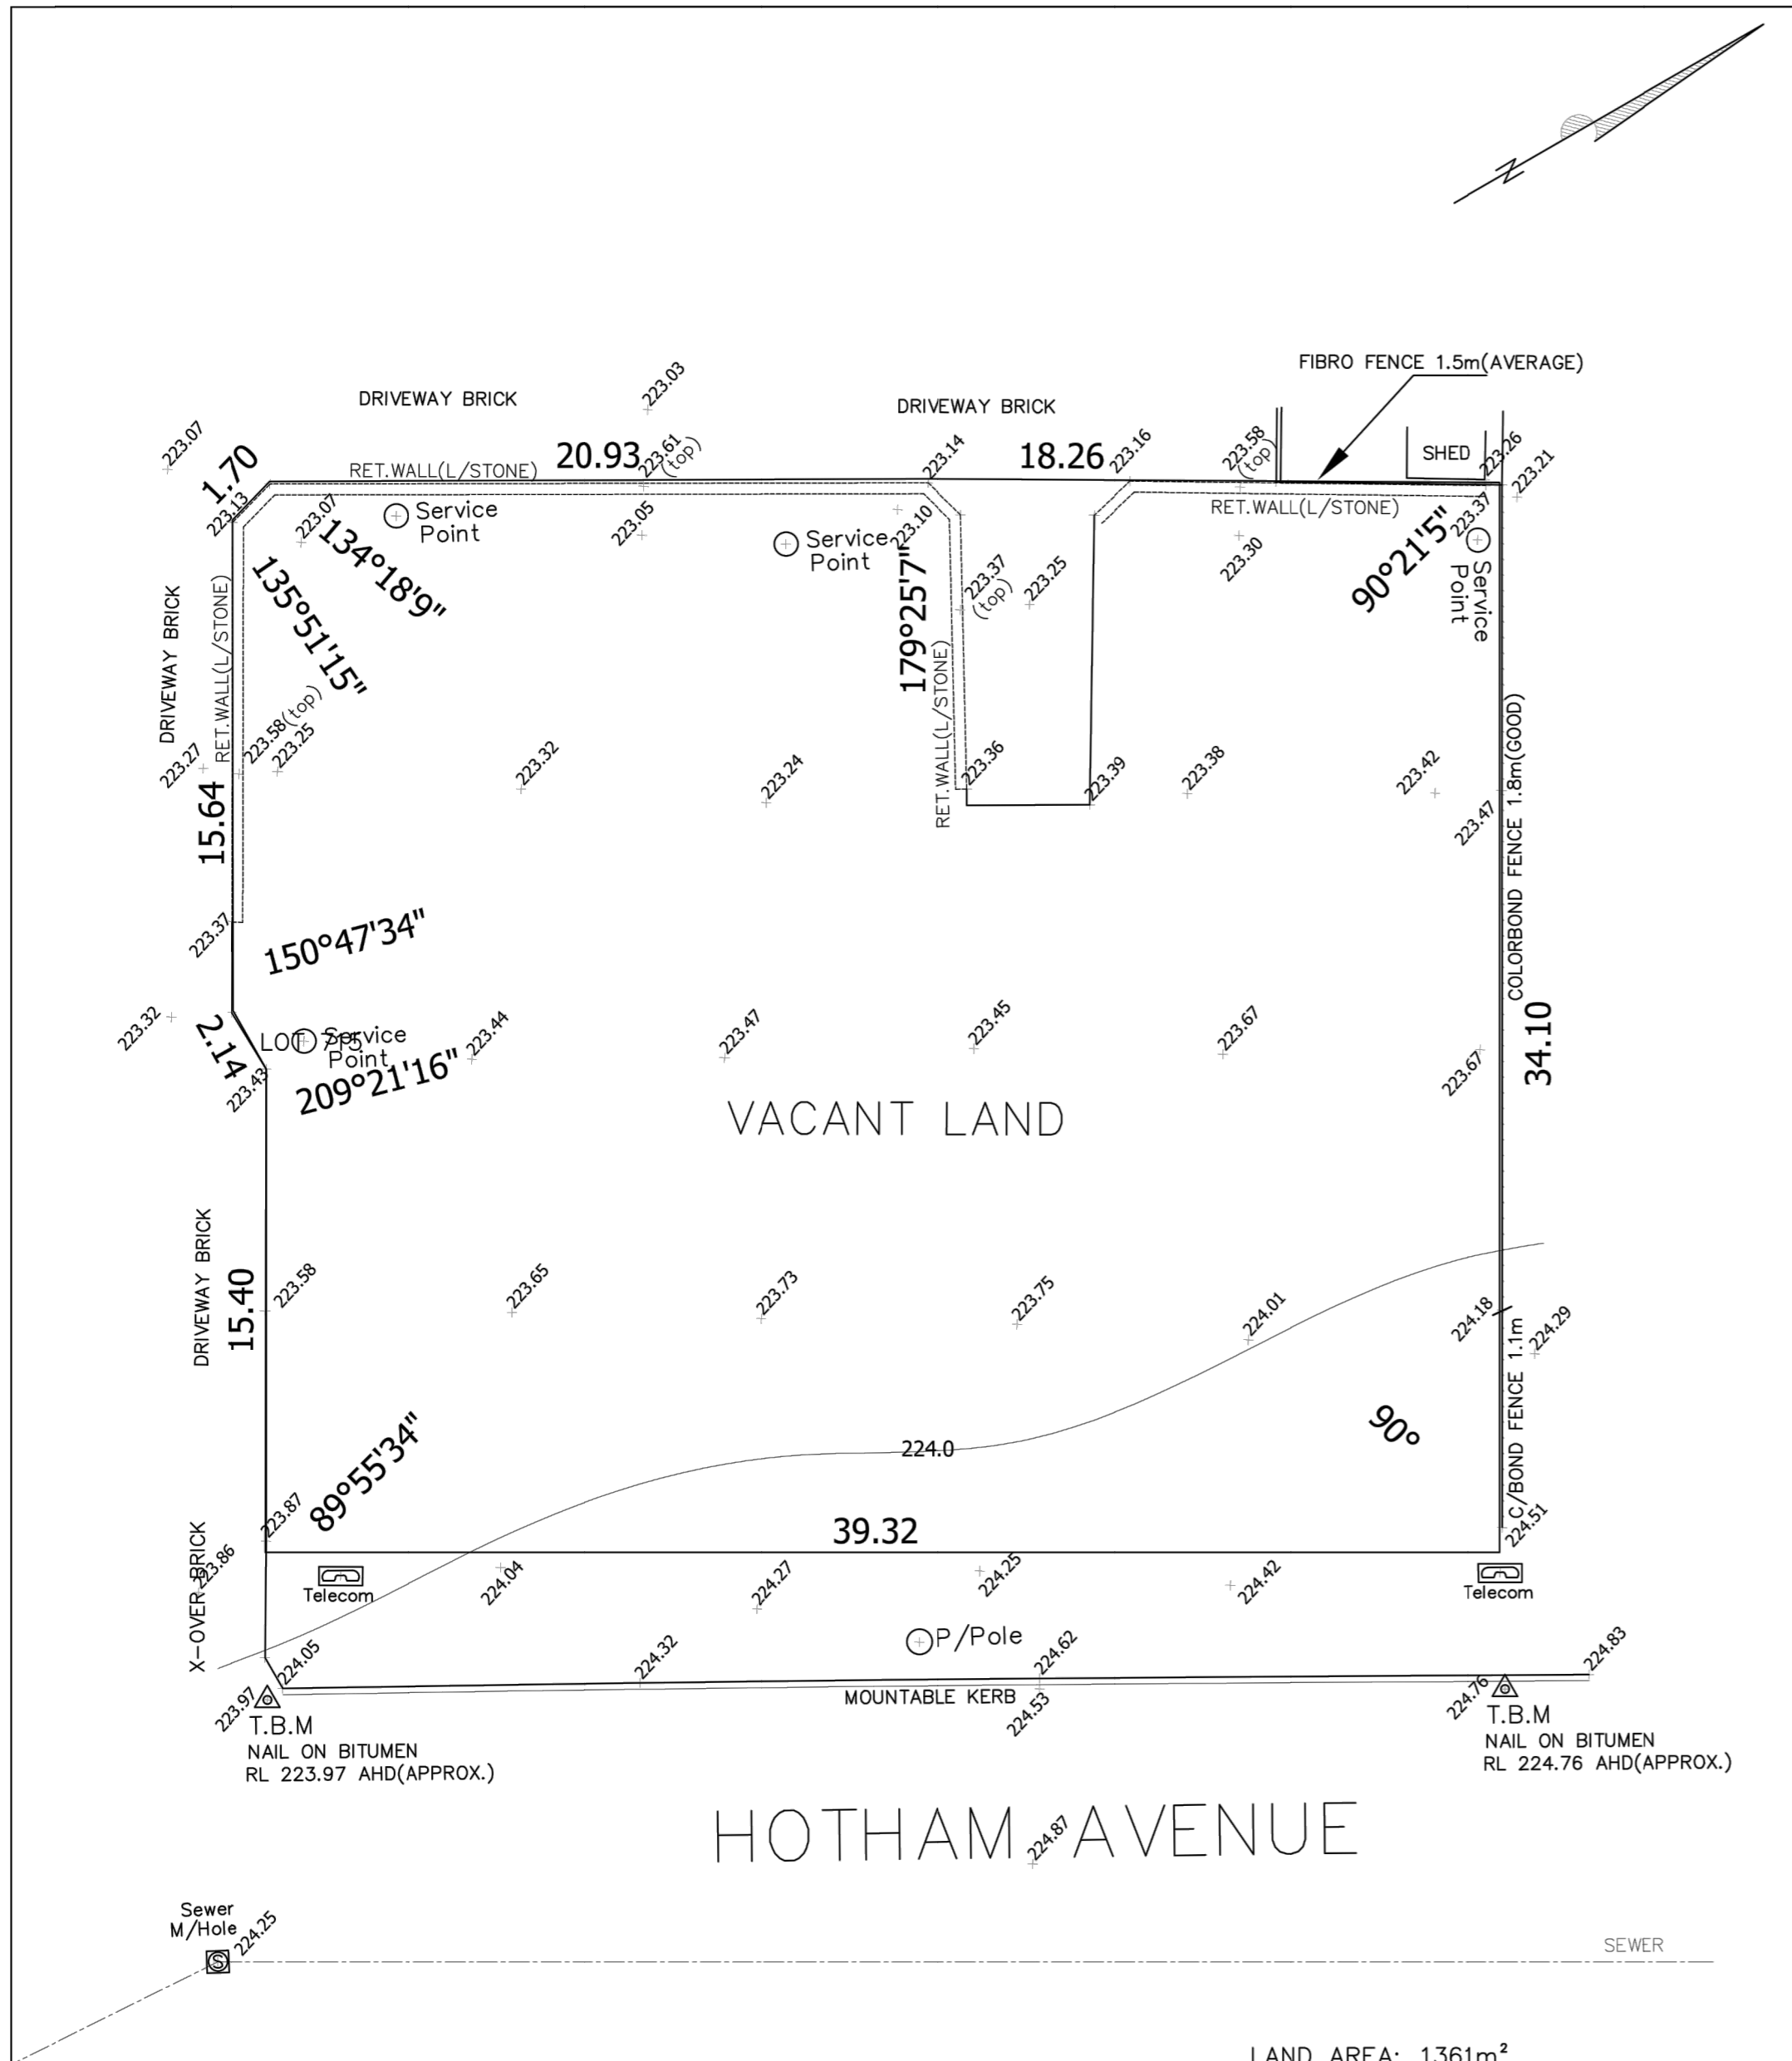 N
FIBRO FENCE 1.5m(AVERAGE)
DRIVEWAY BRICK
223.03
DRIVEWAY BRICK
223.07
1.70
RET.WALL(L/STONE)
20.93
223.61
(top)
223.14
18.26
223.16
223.58
(top)
SHED
223.26
223.21
223.13
223.07
Service
Point
223.05
Service
Point
223.10
RET.WALL(L/STONE)
223.37
134°18'9"
135°51'15"
179°25'7"
223.37
(top)
223.25
223.30
90°21'5"
Service
Point
DRIVEWAY BRICK
RET.WALL(L/STONE)
223.58(top)
223.25
223.27
15.64
223.32
223.24
RET.WALL(L/STONE)
223.36
223.39
223.38
223.42
223.47
COLORBOND FENCE 1.8m(GOOD)
223.37
150°47'34"
223.32
2.14
LOT 715
Service
Point
223.43
209°21'16"
223.44
223.47
223.45
223.67
223.67
34.10
VACANT LAND
DRIVEWAY BRICK
15.40
223.58
223.65
223.73
223.75
224.01
224.18
224.29
C/BOND FENCE 1.1m
90°
89°55'34"
224.0
223.87
39.32
224.51
X-OVER BRICK
223.86
Telecom
224.04
224.27
224.25
224.42
Telecom
P/Pole
224.05
224.32
224.62
224.83
223.97
MOUNTABLE KERB
224.53
224.76
T.B.M
NAIL ON BITUMEN
RL 223.97 AHD(APPROX.)
T.B.M
NAIL ON BITUMEN
RL 224.76 AHD(APPROX.)
HOTHAM AVENUE
224.87
Sewer
M/Hole
224.25
S
SEWER
LAND AREA: 1361m²